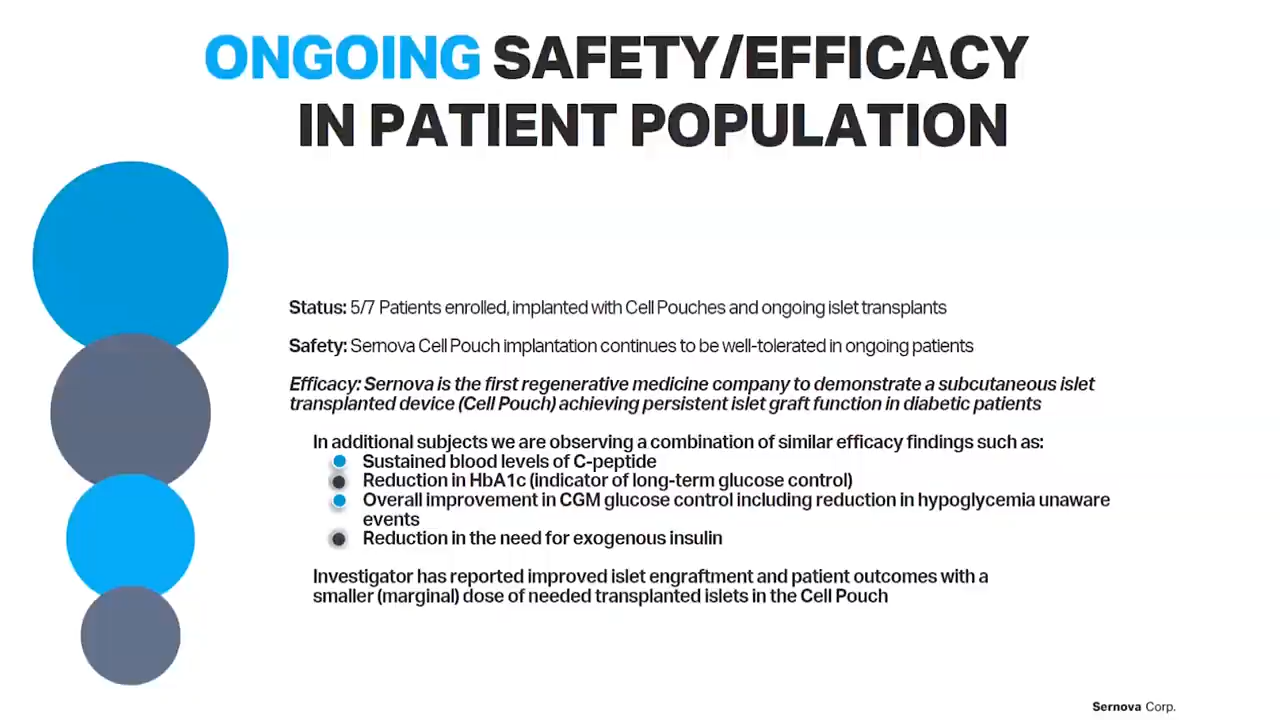 ONGOING SAFETY/EFFICACY
IN PATIENT POPULATION
Status: 5/7 Patients enrolled, implanted with Cell Pouches and ongoing islet transplants
Safety: Sernova Cell Pouch implantation continues to be well-tolerated in ongoing patients
Efficacy: Sernova is the first regenerative medicine company to demonstrate a subcutaneous islet
transplanted device (Cell Pouch) achieving persistent islet graft function in diabetic patients
In additional subjects we are observing a combination of similar efficacy findings such as:
Sustained blood levels of C-peptide
Reduction in HbA1c (indicator of long-term glucose control)
Overall improvement in CGM glucose control including reduction in hypoglycemia unaware
events
Reduction in the need for exogenous insulin
Investigator has reported improved islet engraftment and patient outcomes with a
smaller (marginal) dose of needed transplanted islets in the Cell Pouch
Sernova Corp.